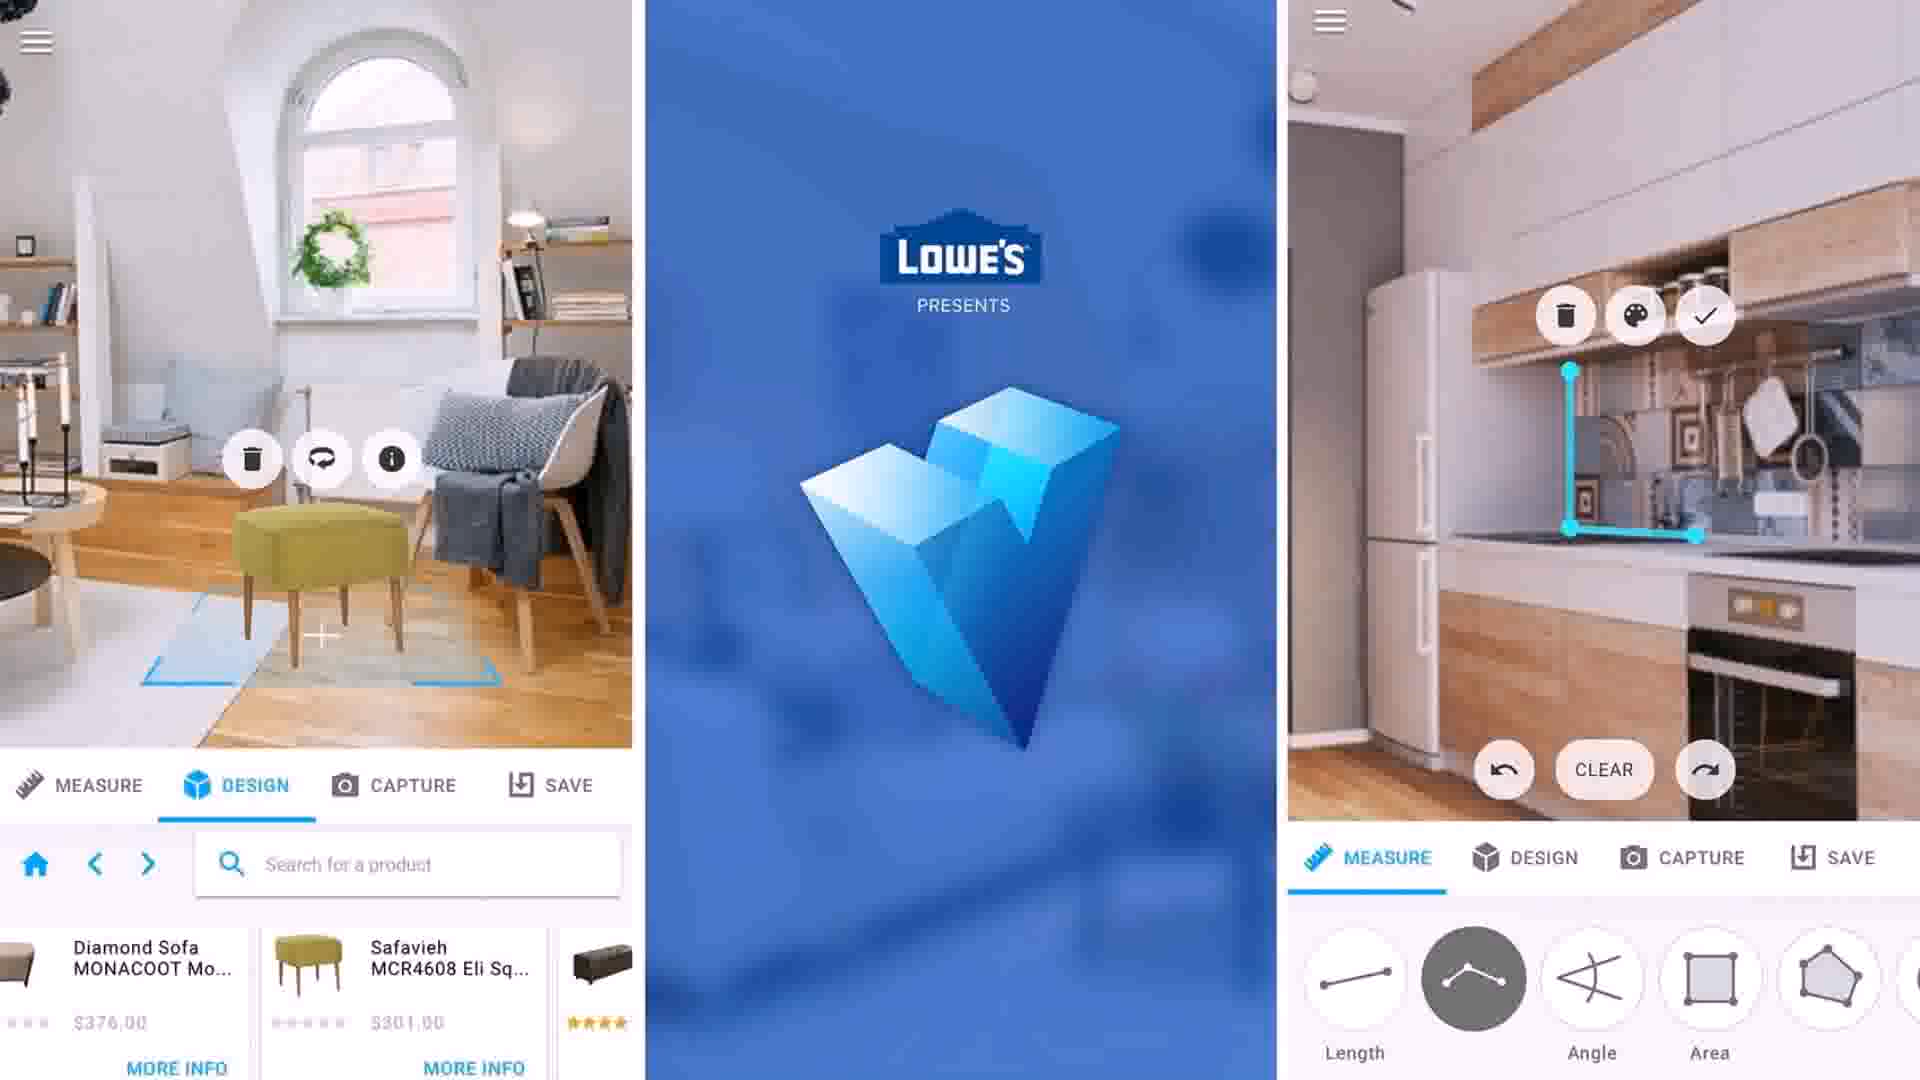 MEASURE
DESIGN
CAPTURE
SAVE
Search for a product
Diamond Sofa
MONACOOT Mo...
$376.00
MORE INFO
Safavieh
MCR4608 Eli Sq...
$301.00
MORE INFO
LOWE'S
PRESENTS
CLEAR
MEASURE
DESIGN
CAPTURE
SAVE
Length
Angle
Area